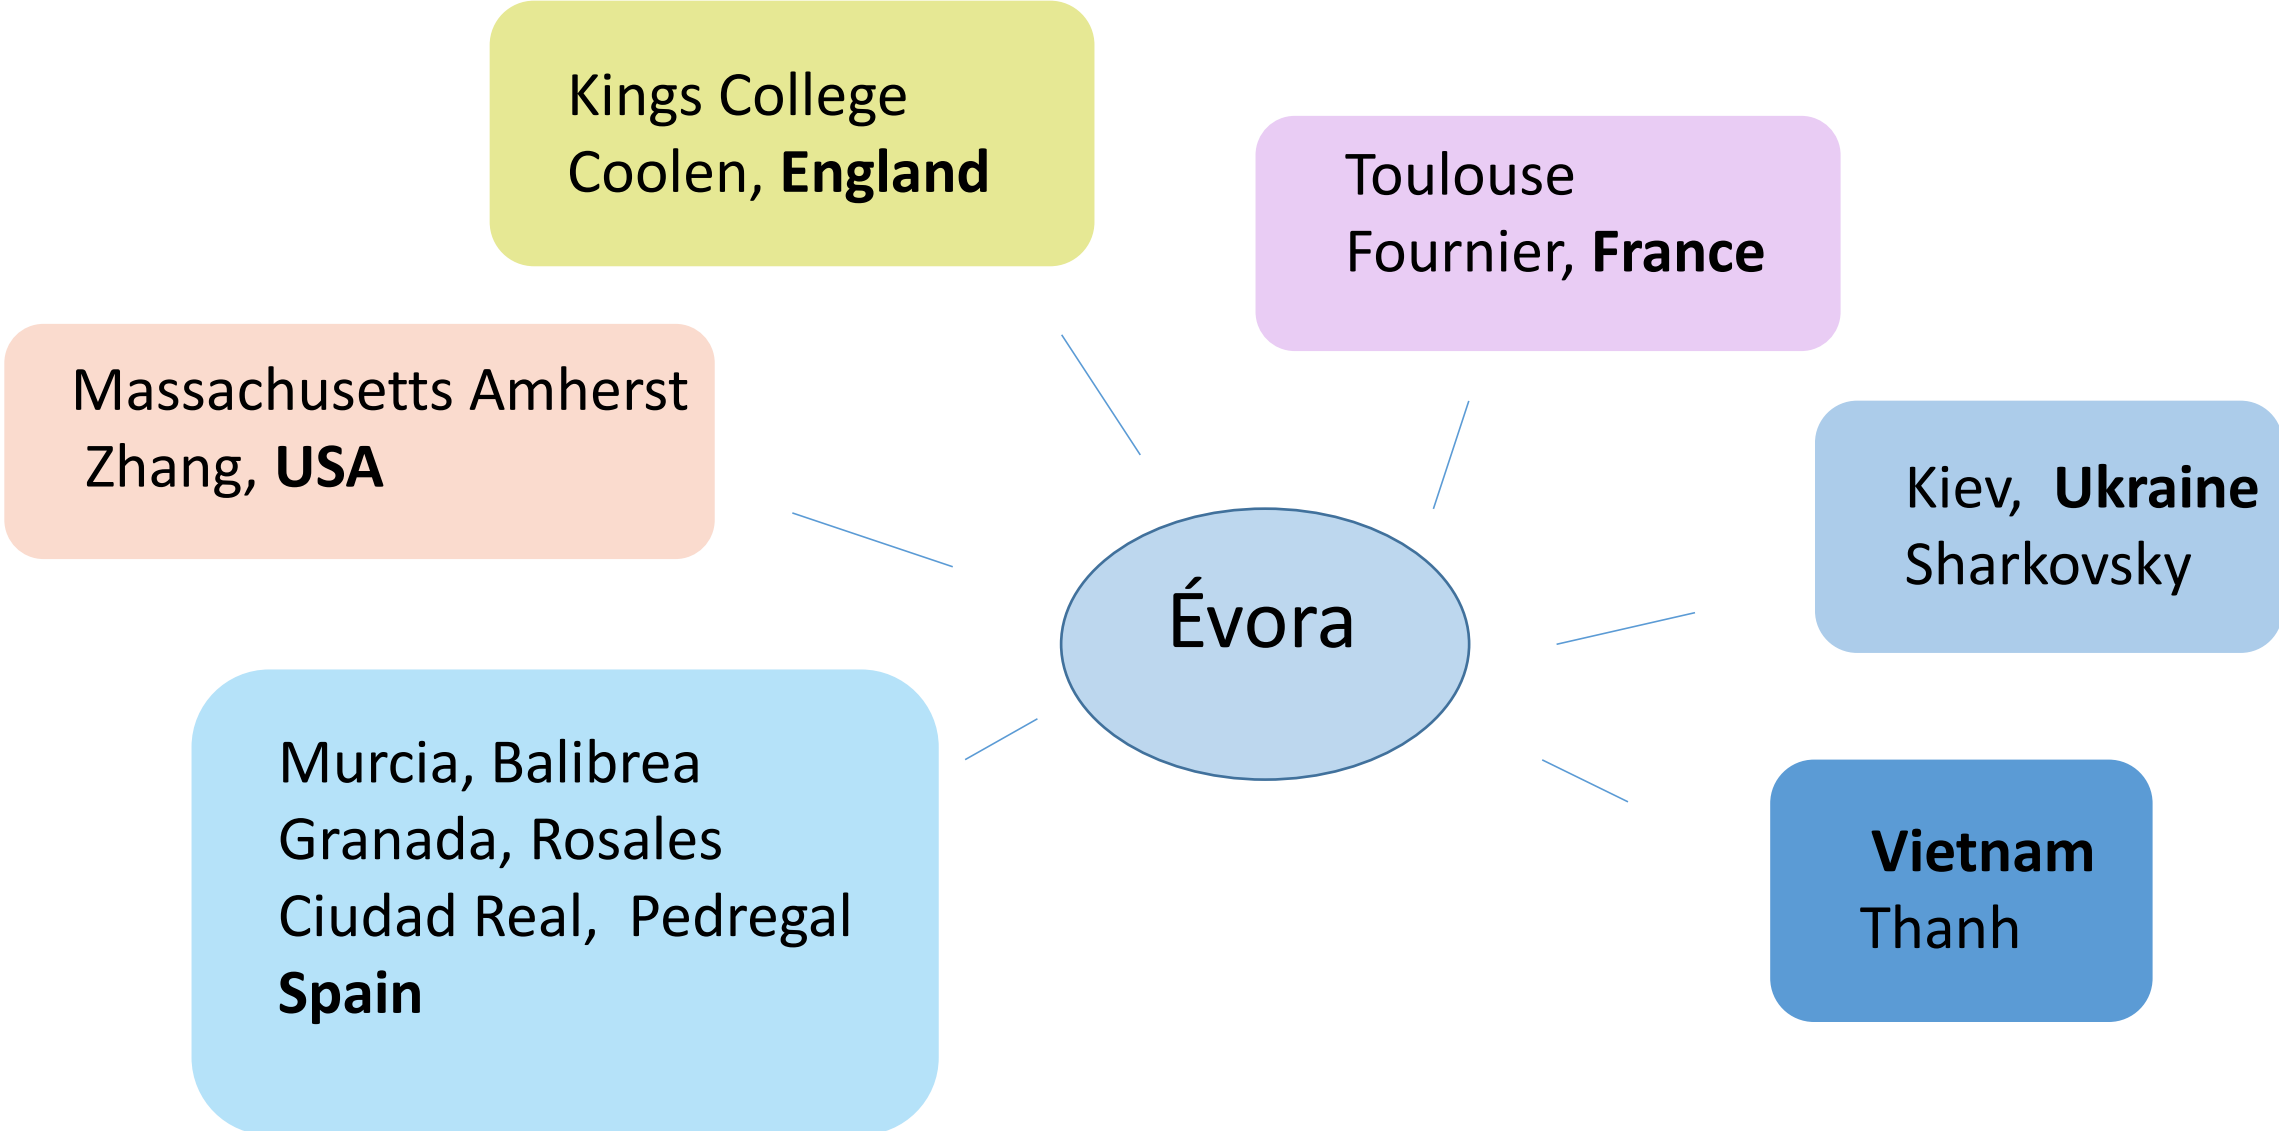 Kings College
Coolen, England
Toulouse
Fournier, France
Massachusetts Amherst
Zhang, USA
Kiev, Ukraine
Sharkovsky
Évora
Murcia, Balibrea
Granada, Rosales
Ciudad Real, Pedregal
Spain
Vietnam
Thanh